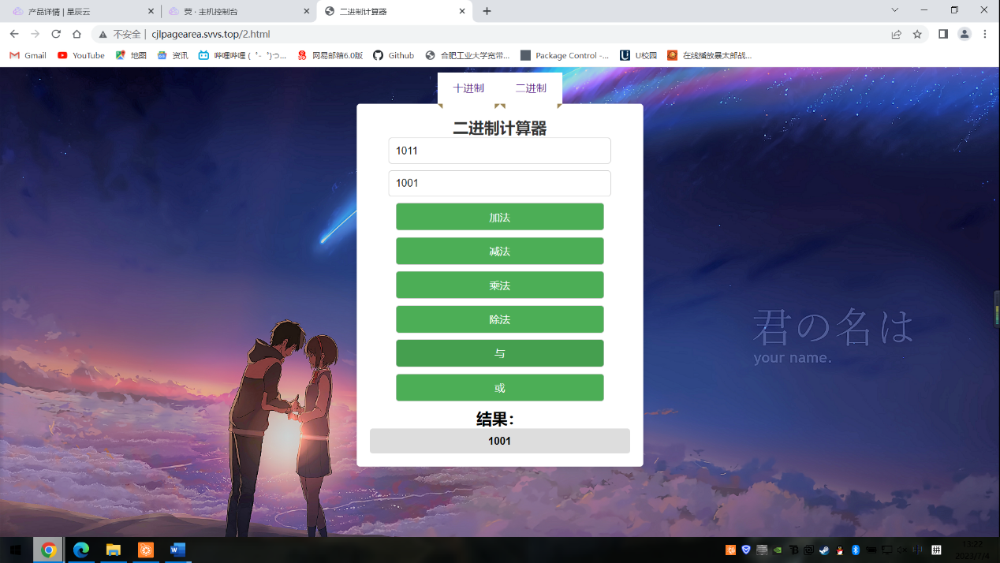 产品详情 | 星辰云
荧 · 主机控制台
二进制计算器
不安全 | cjlpagearea.svvs.top/2.html
Gmail YouTube 地图 资讯 哔哩哔哩 ( ゜- ゜)つ... 网易邮箱6.0版 Github 合肥工业大学宽带... Package Control -... U校园 在线播放暴太郎战...
十进制 二进制
二进制计算器
1011
1001
加法
减法
乘法
除法
与
或
结果：
1001
君の名は
your name.
拼
13:22
2023/7/4